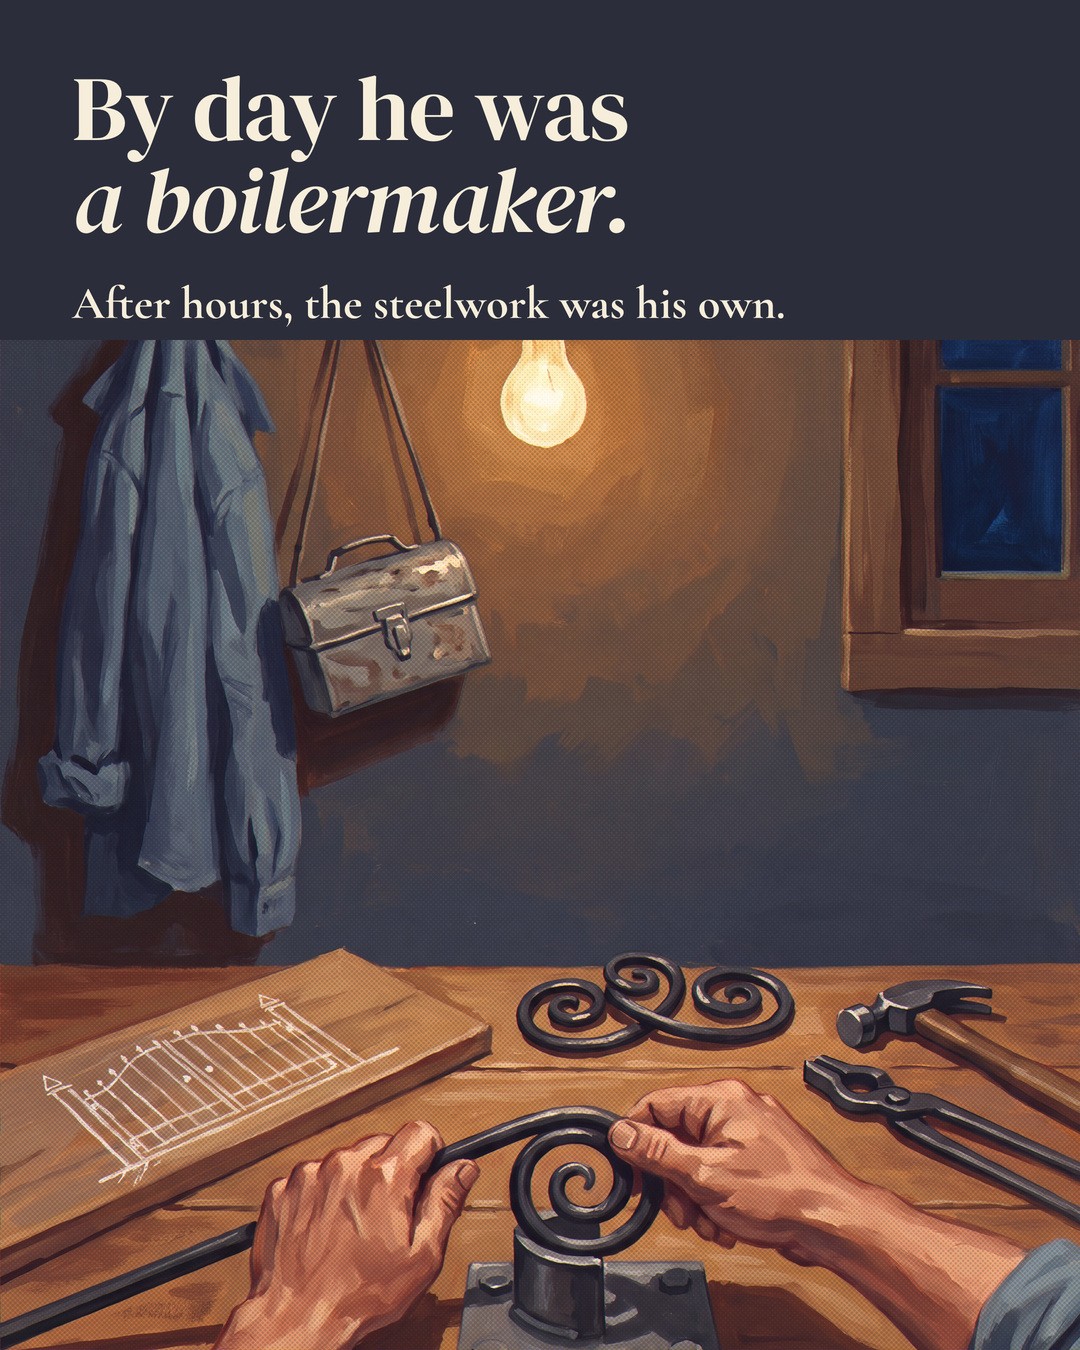 By day he was
a boilermaker.
After hours, the steelwork was his own.